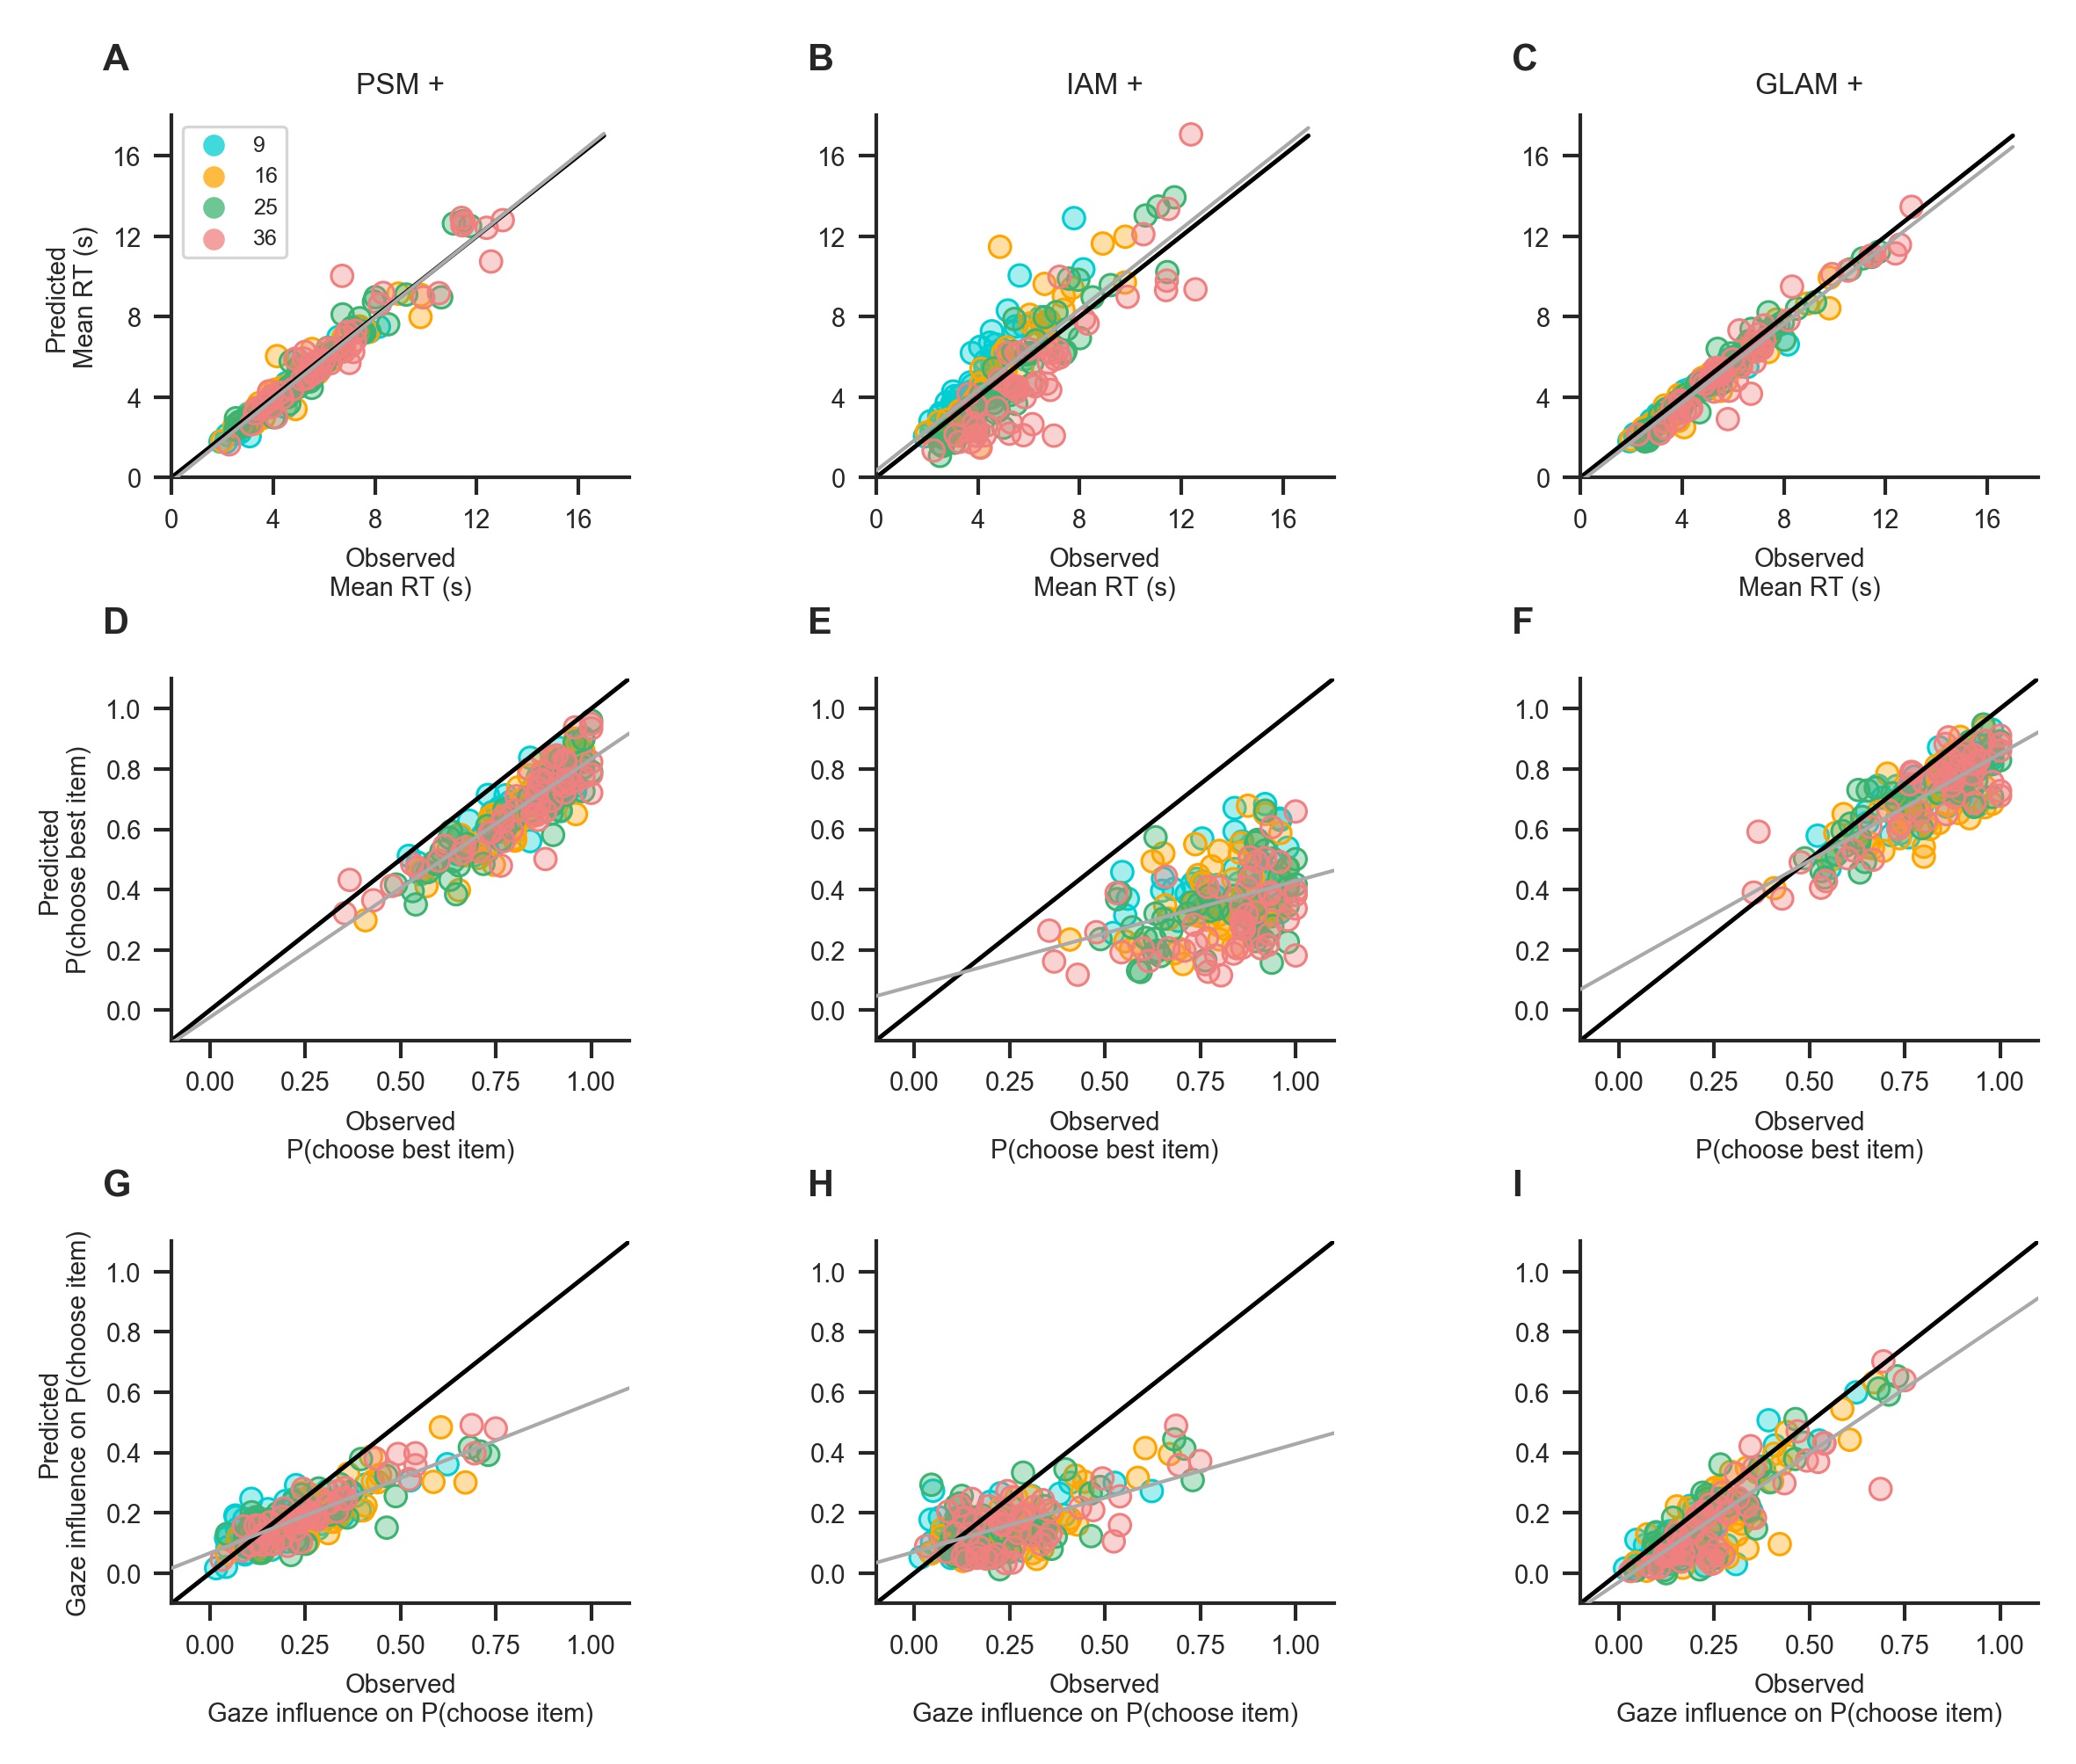 A
B
C
PSM +
IAM +
GLAM +
9
16
25
36
Predicted
Mean RT (s)
16
12
8
4
0
0
4
8
12
16
Observed
Mean RT (s)
16
12
8
4
0
0
4
8
12
16
Observed
Mean RT (s)
16
12
8
4
0
0
4
8
12
16
Observed
Mean RT (s)
D
E
F
Predicted
P(choose best item)
1.0
0.8
0.6
0.4
0.2
0.0
0.00
0.25
0.50
0.75
1.00
Observed
P(choose best item)
1.0
0.8
0.6
0.4
0.2
0.0
0.00
0.25
0.50
0.75
1.00
Observed
P(choose best item)
1.0
0.8
0.6
0.4
0.2
0.0
0.00
0.25
0.50
0.75
1.00
Observed
P(choose best item)
G
H
I
Predicted
Gaze influence on P(choose item)
1.0
0.8
0.6
0.4
0.2
0.0
0.00
0.25
0.50
0.75
1.00
Observed
Gaze influence on P(choose item)
1.0
0.8
0.6
0.4
0.2
0.0
0.00
0.25
0.50
0.75
1.00
Observed
Gaze influence on P(choose item)
1.0
0.8
0.6
0.4
0.2
0.0
0.00
0.25
0.50
0.75
1.00
Observed
Gaze influence on P(choose item)